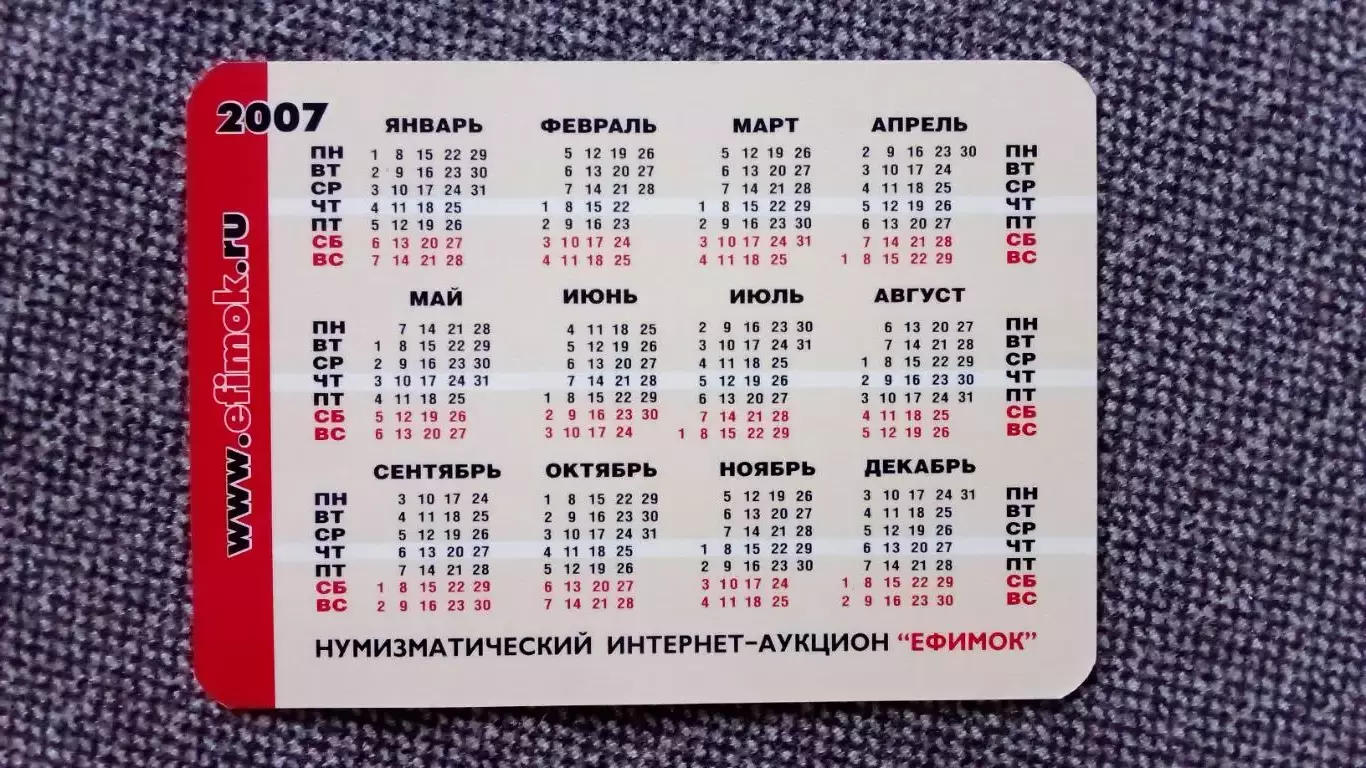 2007
www.efimok.ru
ЯНВАРЬ ФЕВРАЛЬ МАРТ АПРЕЛЬ
ПН 1 8 15 22 29 5 12 19 26 5 12 19 26 2 9 16 23 30 ПН
ВТ 2 9 16 23 30 6 13 20 27 6 13 20 27 3 10 17 24 ВТ
СР 3 10 17 24 31 7 14 21 28 7 14 21 28 4 11 18 25 СР
ЧТ 4 11 18 25 1 8 15 22 1 8 15 22 29 5 12 19 26 ЧТ
ПТ 5 12 19 26 2 9 16 23 2 9 16 23 30 6 13 20 27 ПТ
СБ 6 13 20 27 3 10 17 24 3 10 17 24 31 7 14 21 28 СБ
ВС 7 14 21 28 4 11 18 25 4 11 18 25 1 8 15 22 29 ВС
МАЙ ИЮНЬ ИЮЛЬ АВГУСТ
ПН 7 14 21 28 4 11 18 25 2 9 16 23 30 6 13 20 27 ПН
ВТ 1 8 15 22 29 5 12 19 26 3 10 17 24 31 7 14 21 28 ВТ
СР 2 9 16 23 30 6 13 20 27 4 11 18 25 1 8 15 22 29 СР
ЧТ 3 10 17 24 31 7 14 21 28 5 12 19 26 2 9 16 23 30 ЧТ
ПТ 4 11 18 25 1 8 15 22 29 6 13 20 27 3 10 17 24 31 ПТ
СБ 5 12 19 26 2 9 16 23 30 7 14 21 28 4 11 18 25 СБ
ВС 6 13 20 27 3 10 17 24 1 8 15 22 29 5 12 19 26 ВС
СЕНТЯБРЬ ОКТЯБРЬ НОЯБРЬ ДЕКАБРЬ
ПН 3 10 17 24 1 8 15 22 29 5 12 19 26 3 10 17 24 31 ПН
ВТ 4 11 18 25 2 9 16 23 30 6 13 20 27 4 11 18 25 ВТ
СР 5 12 19 26 3 10 17 24 31 7 14 21 28 5 12 19 26 СР
ЧТ 6 13 20 27 4 11 18 25 1 8 15 22 29 6 13 20 27 ЧТ
ПТ 7 14 21 28 5 12 19 26 2 9 16 23 30 7 14 21 28 ПТ
СБ 1 8 15 22 29 6 13 20 27 3 10 17 24 1 8 15 22 29 СБ
ВС 2 9 16 23 30 7 14 21 28 4 11 18 25 2 9 16 23 30 ВС
НУМИЗМАТИЧЕСКИЙ ИНТЕРНЕТ-АУКЦИОН “ЕФИМОК”